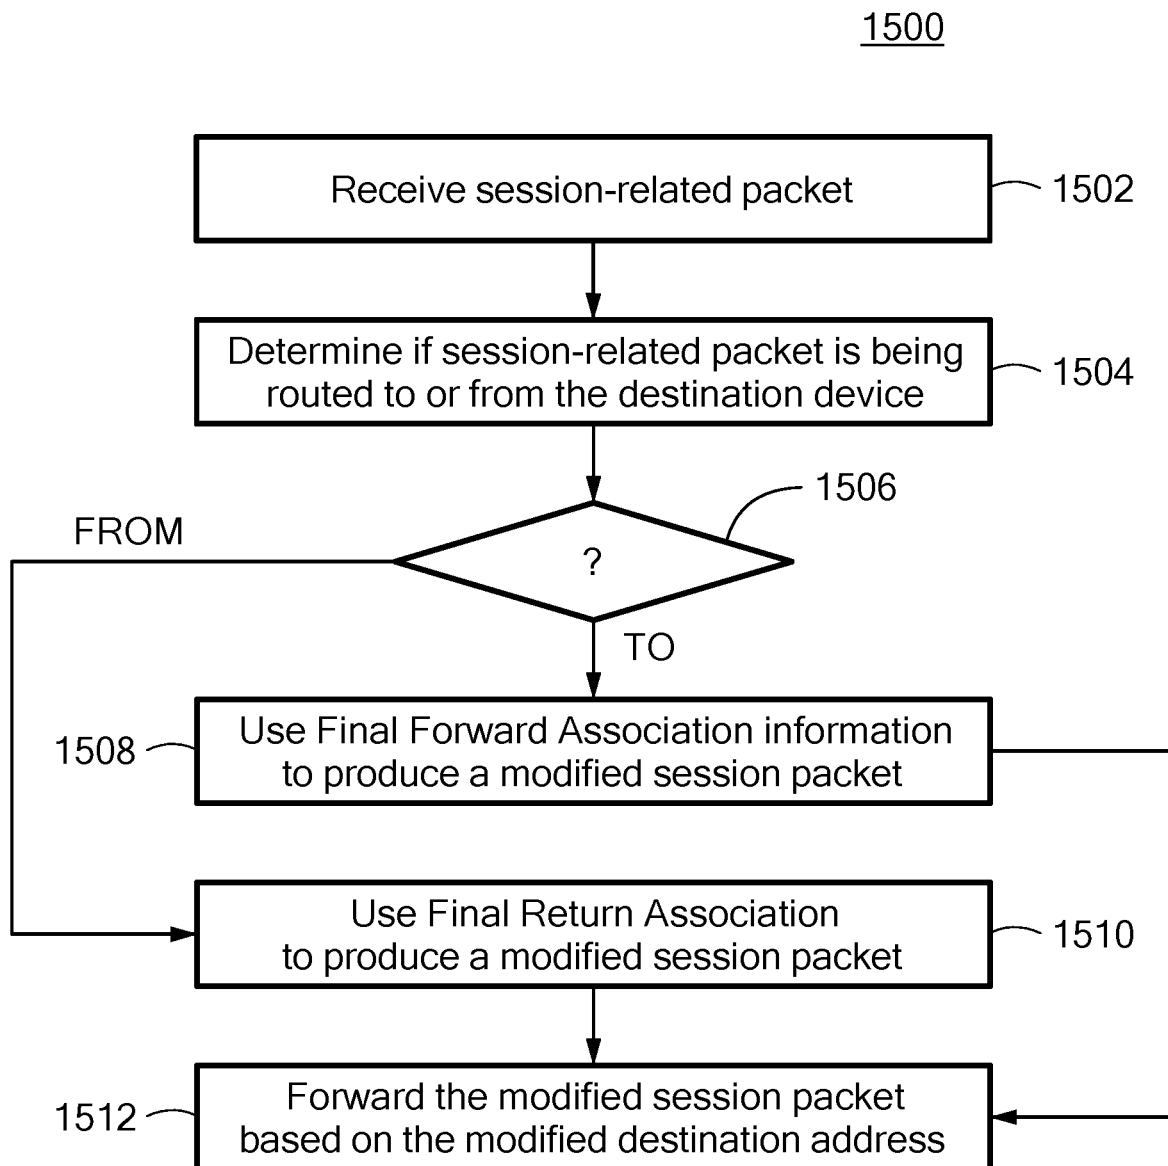 1500
Receive session-related packet
1502
Determine if session-related packet is being
routed to or from the destination device
1504
1506
FROM
?
TO
Use Final Forward Association information
to produce a modified session packet
1508
Use Final Return Association
to produce a modified session packet
1510
Forward the modified session packet
based on the modified destination address
1512